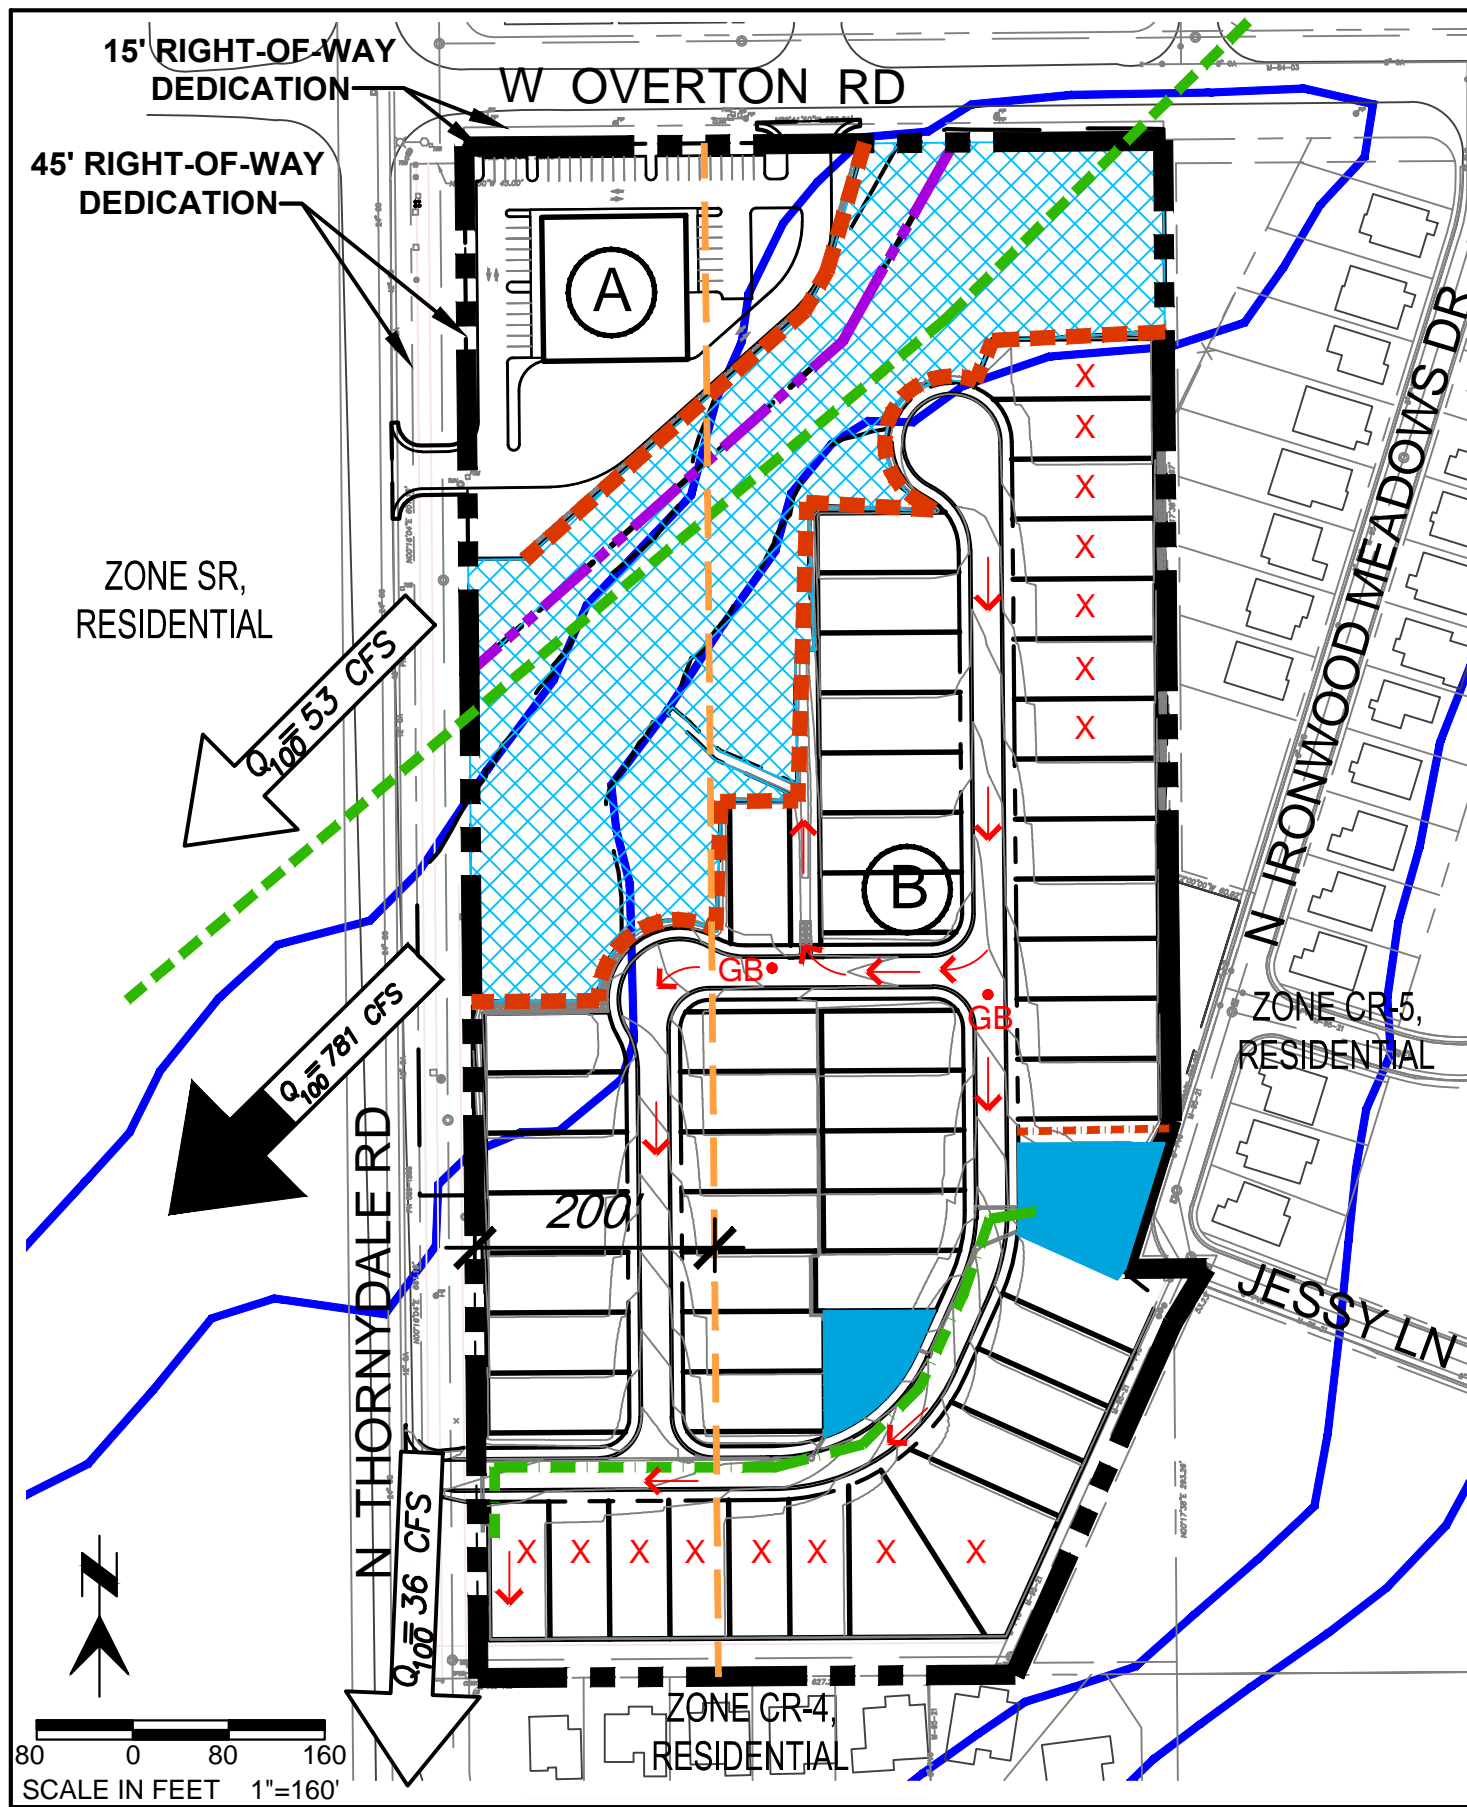 15' RIGHT-OF-WAY
DEDICATION
W OVERTON RD
45' RIGHT-OF-WAY
DEDICATION
A
ZONE SR,
RESIDENTIAL
Q100=53 CFS
N IRONWOOD MEADOWS DR
X
X
X
X
X
X
X
B
GB
GB
ZONE CR-5,
RESIDENTIAL
Q100=781 CFS
N THORNYDALE RD
200'
JESSY LN
Q100=36 CFS
X
X
X
X
X
X
X
X
N
ZONE CR-4,
RESIDENTIAL
80 0 80 160
SCALE IN FEET 1"=160'